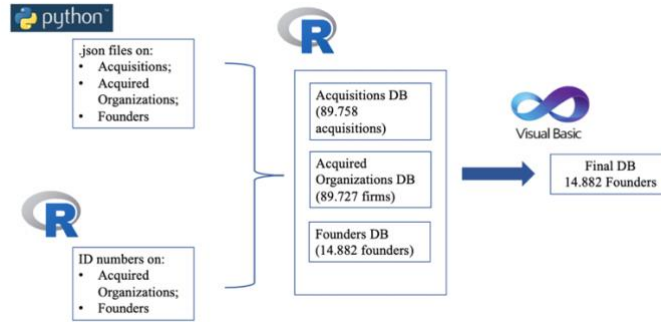 python™
.json files on:
• Acquisitions;
• Acquired
Organizations;
• Founders
R
ID numbers on:
• Acquired
Organizations;
• Founders
R
Acquisitions DB
(89.758
acquisitions)
Acquired
Organizations DB
(89.727 firms)
Founders DB
(14.882 founders)
Visual Basic
Final DB
14.882 Founders